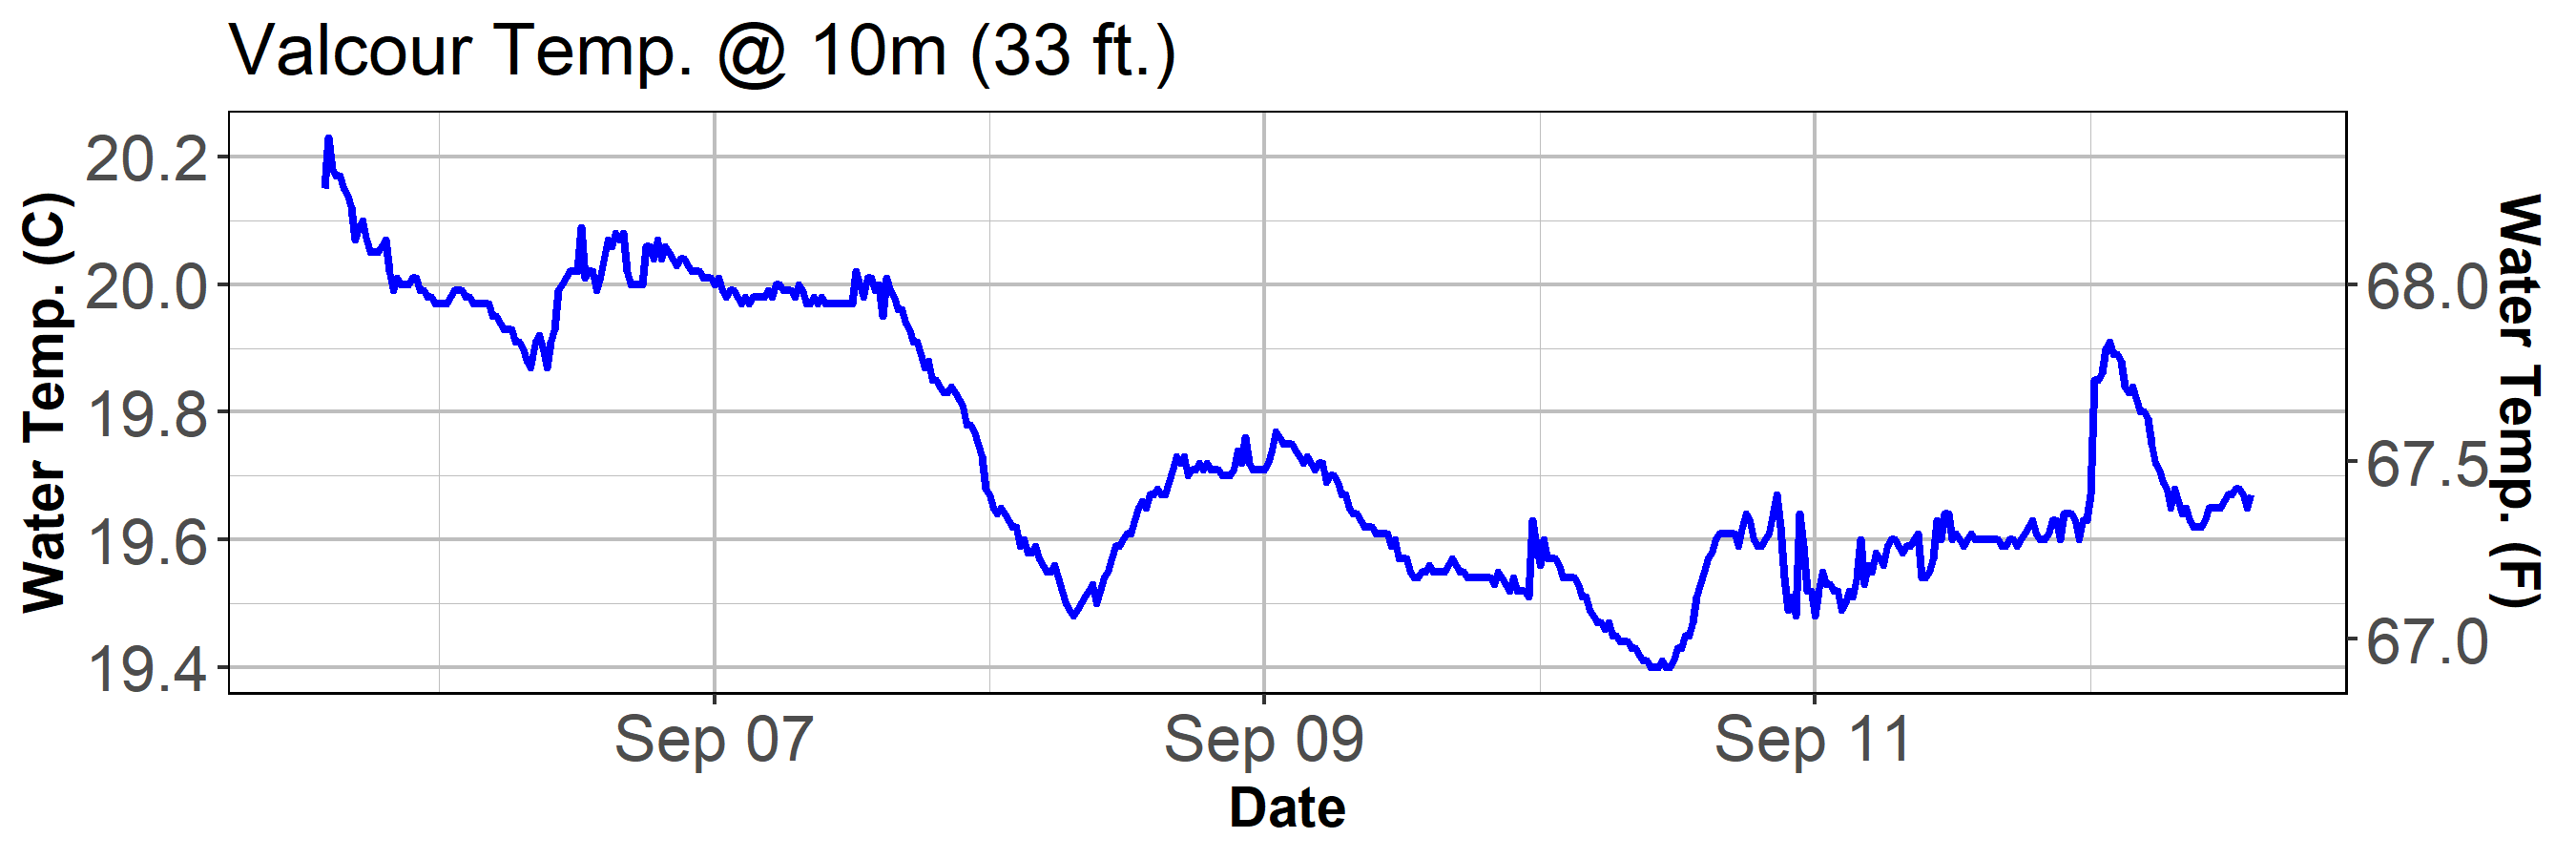 Valcour Temp. @ 10m (33 ft.)
Water Temp. (C)
20.2
20.0
19.8
19.6
19.4
68.0
67.5
67.0
Water Temp. (F)
Sep 07
Sep 09
Sep 11
Date